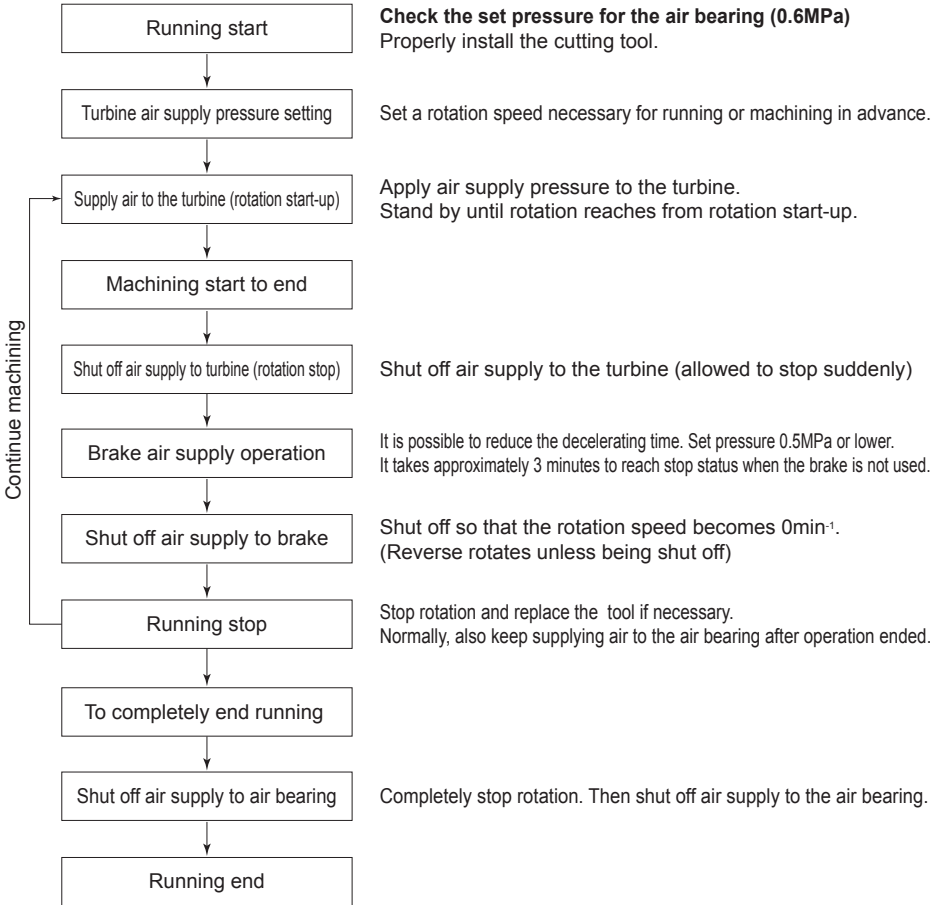 Running start
Check the set pressure for the air bearing (0.6MPa)
Properly install the cutting tool.
Turbine air supply pressure setting
Set a rotation speed necessary for running or machining in advance.
Supply air to the turbine (rotation start-up)
Apply air supply pressure to the turbine.
Stand by until rotation reaches from rotation start-up.
Machining start to end
Continue machining
Shut off air supply to turbine (rotation stop)
Shut off air supply to the turbine (allowed to stop suddenly)
Brake air supply operation
It is possible to reduce the decelerating time. Set pressure 0.5MPa or lower.
It takes approximately 3 minutes to reach stop status when the brake is not used.
Shut off air supply to brake
Shut off so that the rotation speed becomes 0min⁻¹.
(Reverse rotates unless being shut off)
Running stop
Stop rotation and replace the tool if necessary.
Normally, also keep supplying air to the air bearing after operation ended.
To completely end running
Shut off air supply to air bearing
Completely stop rotation. Then shut off air supply to the air bearing.
Running end